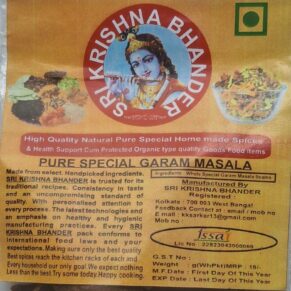 SRI KRISHNA BHANDER
High Quality Natural Pure Special Home made Spices
& Health Support Cum Protected Organic type quality Goods Food items
PURE SPECIAL GARAM MASALA
Made from select. Handpicked ingredients.
SRI KRISHNA BHANDER is trusted for its
traditional recipes. Consistency in taste
and an uncompromising standard of
quality. With personalised attention to
every process. The latest technologies and
an emphasis on healthy and hygienic
manufacturing practices. Every SRI
KRISHNA BHANDER pack conforms to
international food laws and your
expectations. Making sure only the best quality
Best spices reach the kitchen racks of each and
Every household our only goal We expect nothing
Less than the best. Try some today. Happy cooking.
Ingredients: Whole Special Garam Masala
Manufactured By
SRI KRISHNA BHANDER
Registered :
Kolkata - 700 003 West Bengal
Feedback Contact at : email / mob no
E mail :
Mob no
fssai
Lic No.
G.S.T No :
Weight: g(WhPM)MRP : 15/-
M.F.Date : First Day Of This Year
EXP Date : Last Day Of This Year